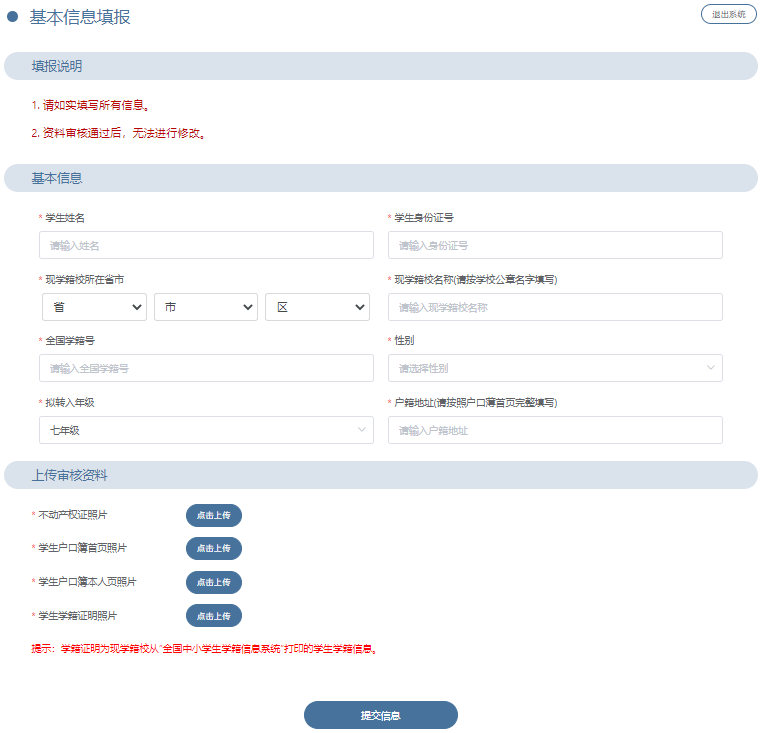 基本信息填报
退出系统
填报说明
1. 请如实填写所有信息。
2. 资料审核通过后，无法进行修改。
基本信息
* 学生姓名
* 学生身份证号
请输入姓名
请输入身份证号
* 现学籍校所在省市
* 现学籍校名称(请按学校公章名字填写)
省
市
区
请输入现学籍校名称
* 全国学籍号
* 性别
请输入全国学籍号
请选择性别
* 拟转入年级
* 户籍地址(请按照户口薄首页完整填写)
七年级
请输入户籍地址
上传审核资料
* 不动产权证照片
点击上传
* 学生户口簿首页照片
点击上传
* 学生户口簿本人页照片
点击上传
* 学生学籍证明照片
点击上传
提示：学籍证明为现学籍校从"全国中小学生学籍信息系统"打印的学生学籍信息。
提交信息